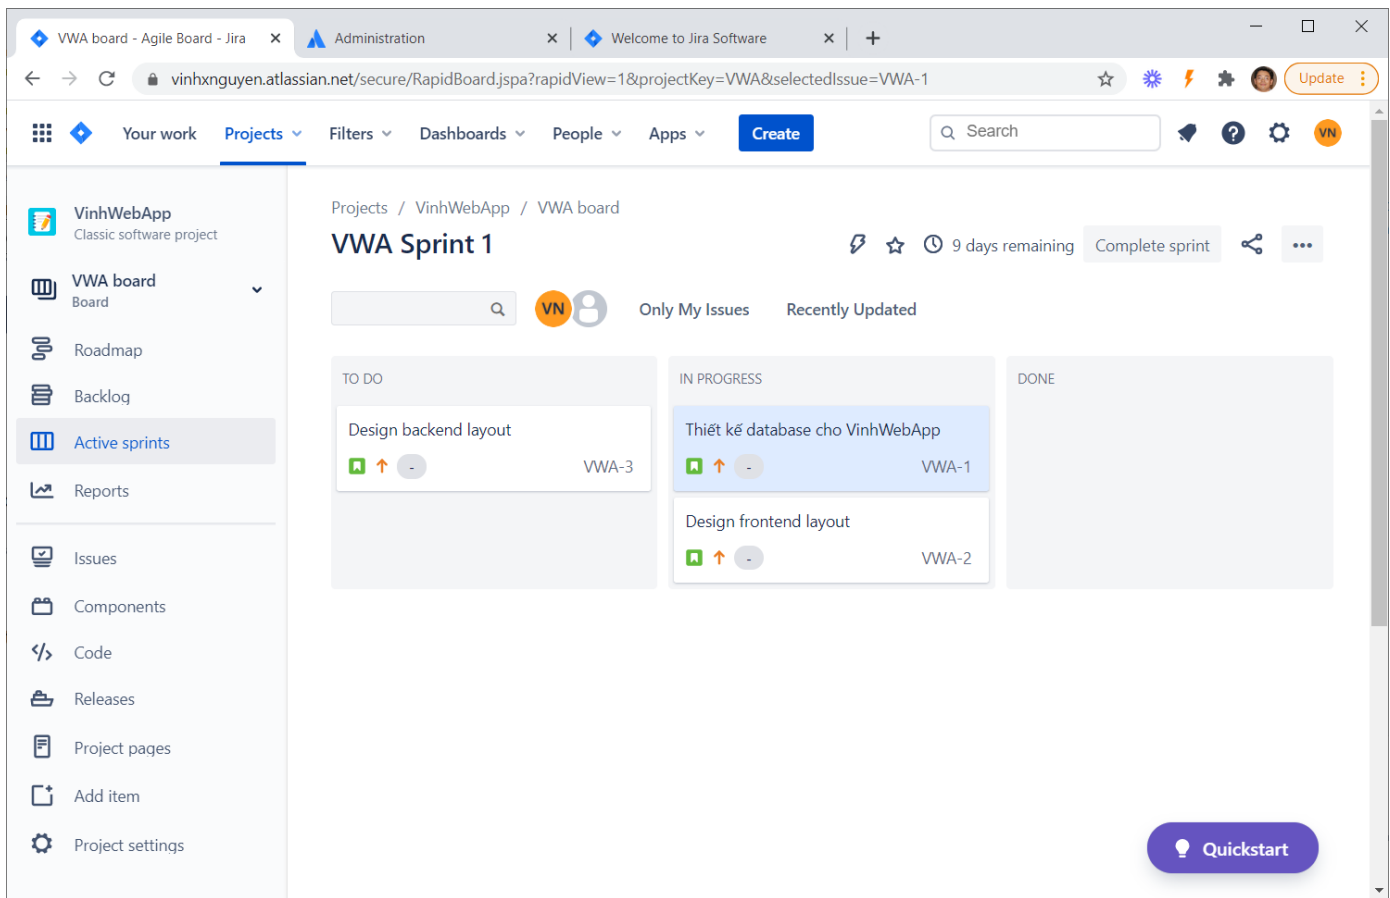 VWA board - Agile Board - Jira
Administration
Welcome to Jira Software
vinhxnguyen.atlassian.net/secure/RapidBoard.jspa?rapidView=1&projectKey=VWA&selectedIssue=VWA-1
Update
Your work
Projects
Filters
Dashboards
People
Apps
Create
Search
VN
VinhWebApp
Classic software project
VWA board
Board
Roadmap
Backlog
Active sprints
Reports
Issues
Components
Code
Releases
Project pages
Add item
Project settings
Projects / VinhWebApp / VWA board
VWA Sprint 1
9 days remaining
Complete sprint
VN
Only My Issues
Recently Updated
TO DO
Design backend layout
-
VWA-3
IN PROGRESS
Thiết kế database cho VinhWebApp
-
VWA-1
Design frontend layout
-
VWA-2
DONE
Quickstart